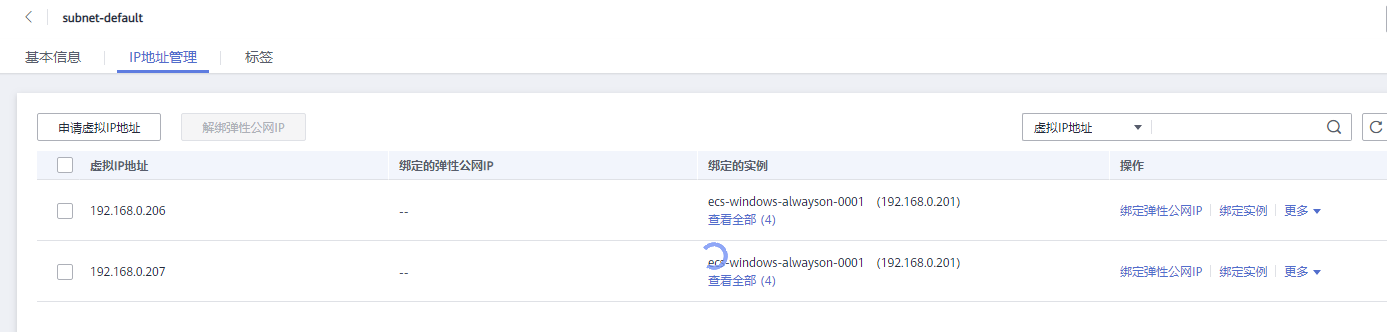 subnet-default
基本信息 IP地址管理 标签
申请虚拟IP地址 解绑弹性公网IP 虚拟IP地址
虚拟IP地址 绑定的弹性公网IP 绑定的实例 操作
192.168.0.206 -- ecs-windows-alwayson-0001 (192.168.0.201) 绑定弹性公网IP 绑定实例 更多
查看全部 (4)
192.168.0.207 -- ecs-windows-alwayson-0001 (192.168.0.201) 绑定弹性公网IP 绑定实例 更多
查看全部 (4)